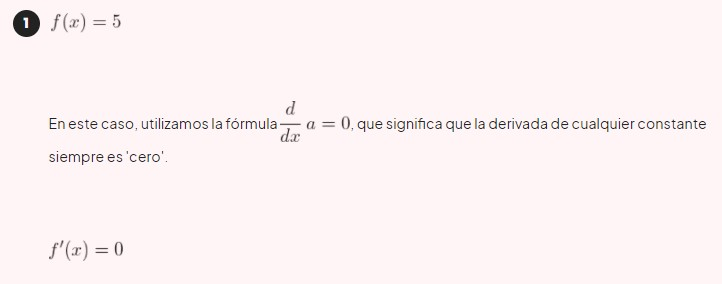 1 f(x) = 5
En este caso, utilizamos la fórmula d/dx a = 0, que significa que la derivada de cualquier constante
siempre es 'cero'.
f'(x) = 0